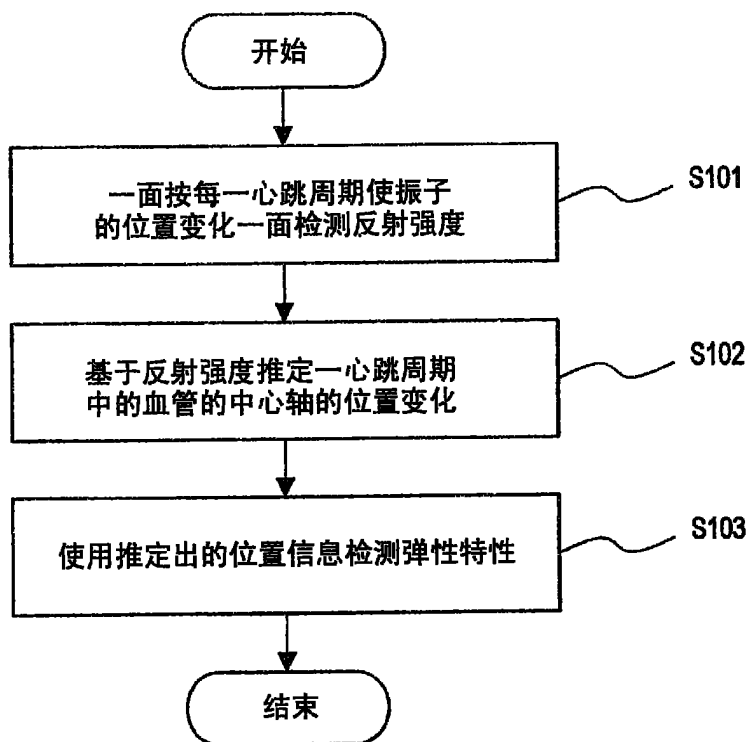 开始
一面按每一心跳周期使振子
的位置变化一面检测反射强度
S101
基于反射强度推定一心跳周期
中的血管的中心轴的位置变化
S102
使用推定出的位置信息检测弹性特性
S103
结束